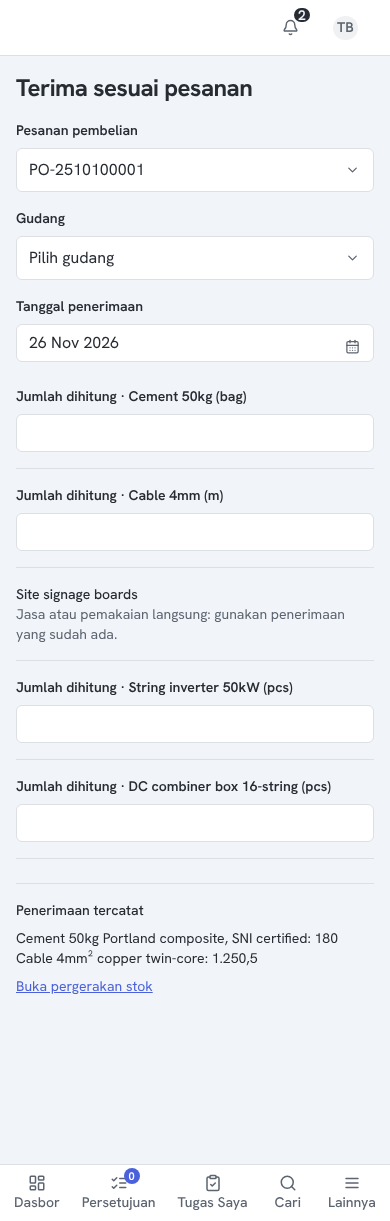 2
TB
Terima sesuai pesanan
Pesanan pembelian
PO-2510100001
Gudang
Pilih gudang
Tanggal penerimaan
26 Nov 2026
Jumlah dihitung · Cement 50kg (bag)
Jumlah dihitung · Cable 4mm (m)
Site signage boards
Jasa atau pemakaian langsung: gunakan penerimaan
yang sudah ada.
Jumlah dihitung · String inverter 50kW (pcs)
Jumlah dihitung · DC combiner box 16-string (pcs)
Penerimaan tercatat
Cement 50kg Portland composite, SNI certified: 180
Cable 4mm² copper twin-core: 1.250,5
Buka pergerakan stok
0
Dasbor Persetujuan Tugas Saya Cari Lainnya